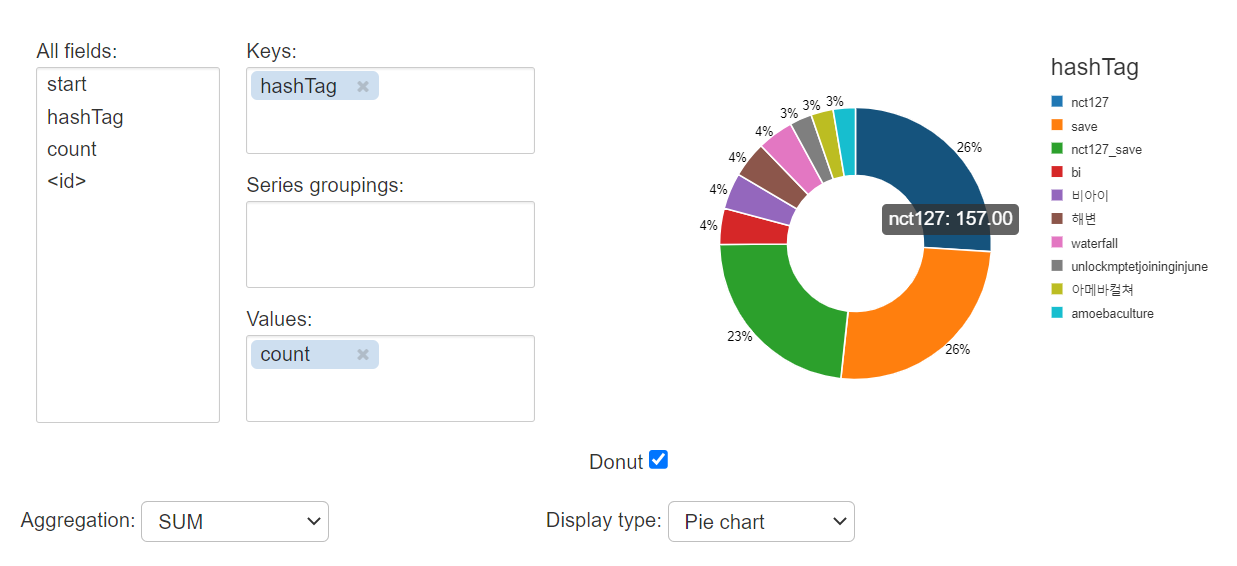 All fields:
start
hashTag
count
<id>
Keys:
hashTag ×
Series groupings:
Values:
count ×
26%
26%
23%
4%
4%
4%
4%
3%
3%
3%
nct127: 157.00
hashTag
nct127
save
nct127_save
bi
비아이
해변
waterfall
unlockmptetjoininginjune
아메바컬쳐
amoebaculture
Donut
Aggregation: SUM
Display type: Pie chart